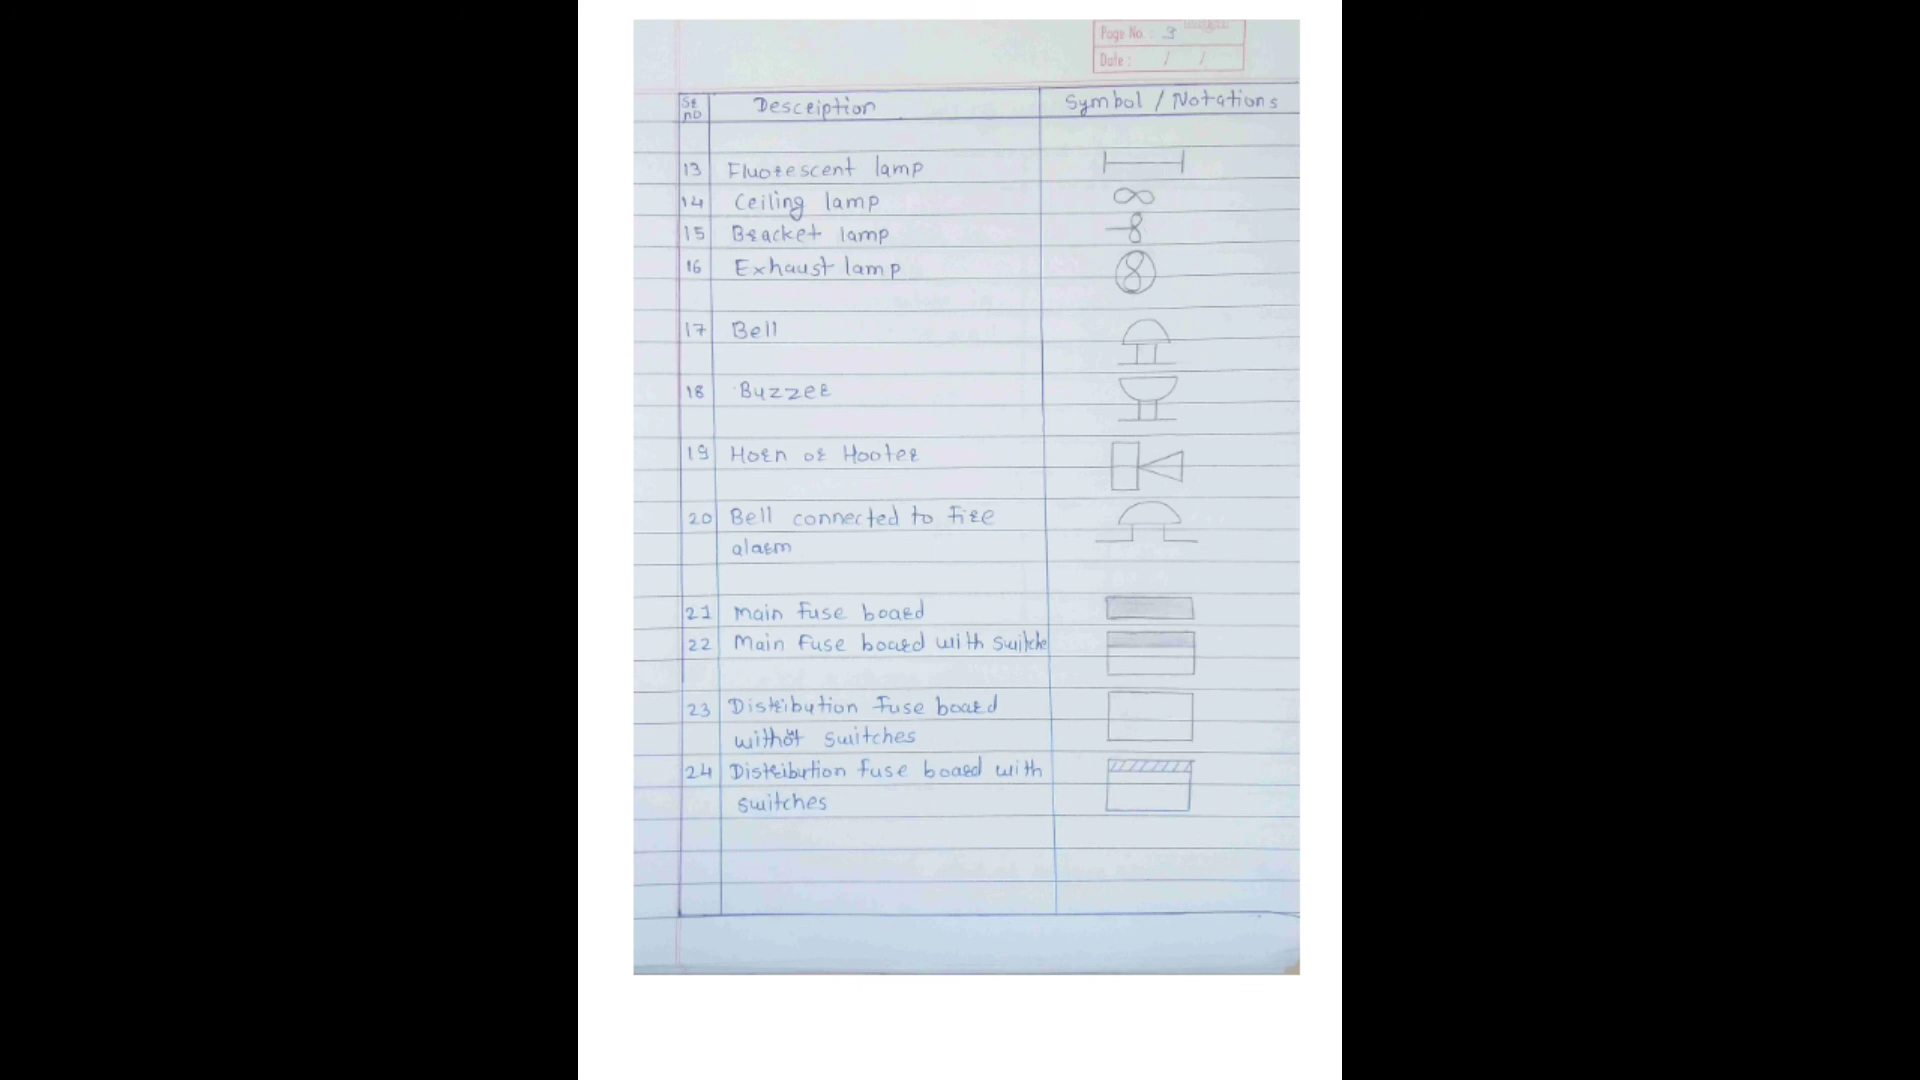 Page No. : 3
Date : / /
Sr Description Symbol / Notations
no
13 Fluorescent lamp
14 Ceiling lamp
15 Bracket lamp
16 Exhaust lamp
17 Bell
18 Buzzer
19 Horn or Hooter
20 Bell connected to Fire
alarm
21 Main fuse board
22 Main fuse board with switche
23 Distribution Fuse board
without switches
24 Distribution fuse board with
switches